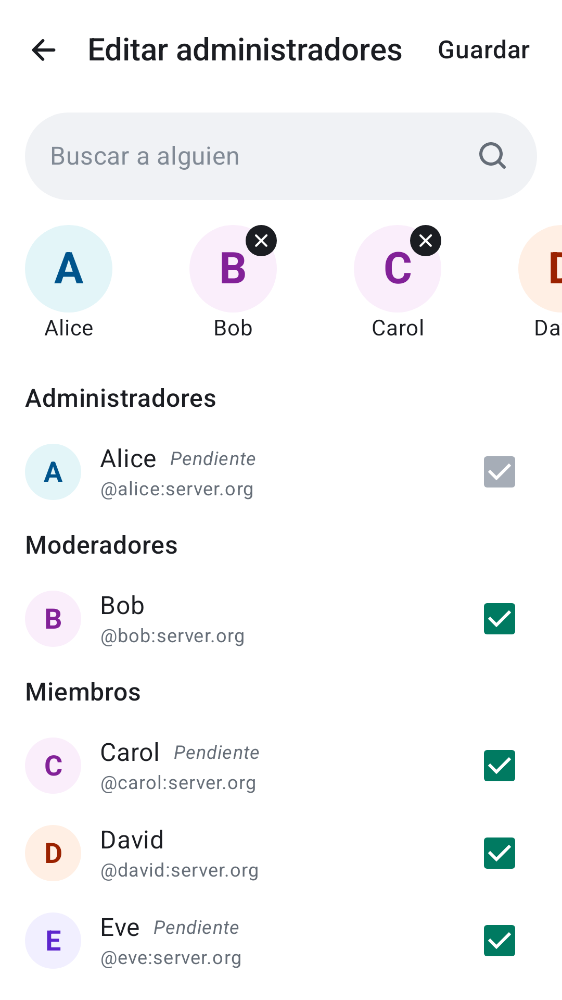 Editar administradores Guardar
Buscar a alguien
A B C D
Alice Bob Carol Da
Administradores
A Alice Pendiente
@alice:server.org
Moderadores
B Bob
@bob:server.org
Miembros
C Carol Pendiente
@carol:server.org
D David
@david:server.org
E Eve Pendiente
@eve:server.org